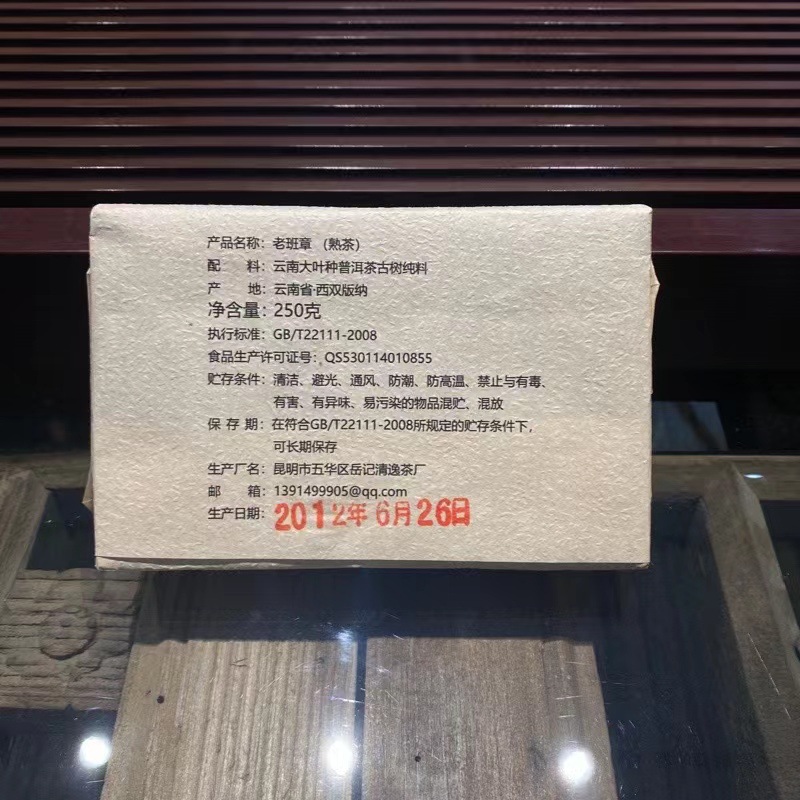 产品名称：老班章（熟茶）
配　料：云南大叶种普洱茶古树纯料
产　地：云南省·西双版纳
净含量：250克
执行标准：GB/T22111-2008
食品生产许可证号：QS530114010855
贮存条件：清洁、避光、通风、防潮、防高温、禁止与有毒、
有害、有异味、易污染的物品混贮、混放
保 存 期：在符合GB/T22111-2008所规定的贮存条件下，
可长期保存
生产厂名：昆明市五华区岳记清逸茶厂
邮　箱：1391499905@qq.com
生产日期：2012年6月26日